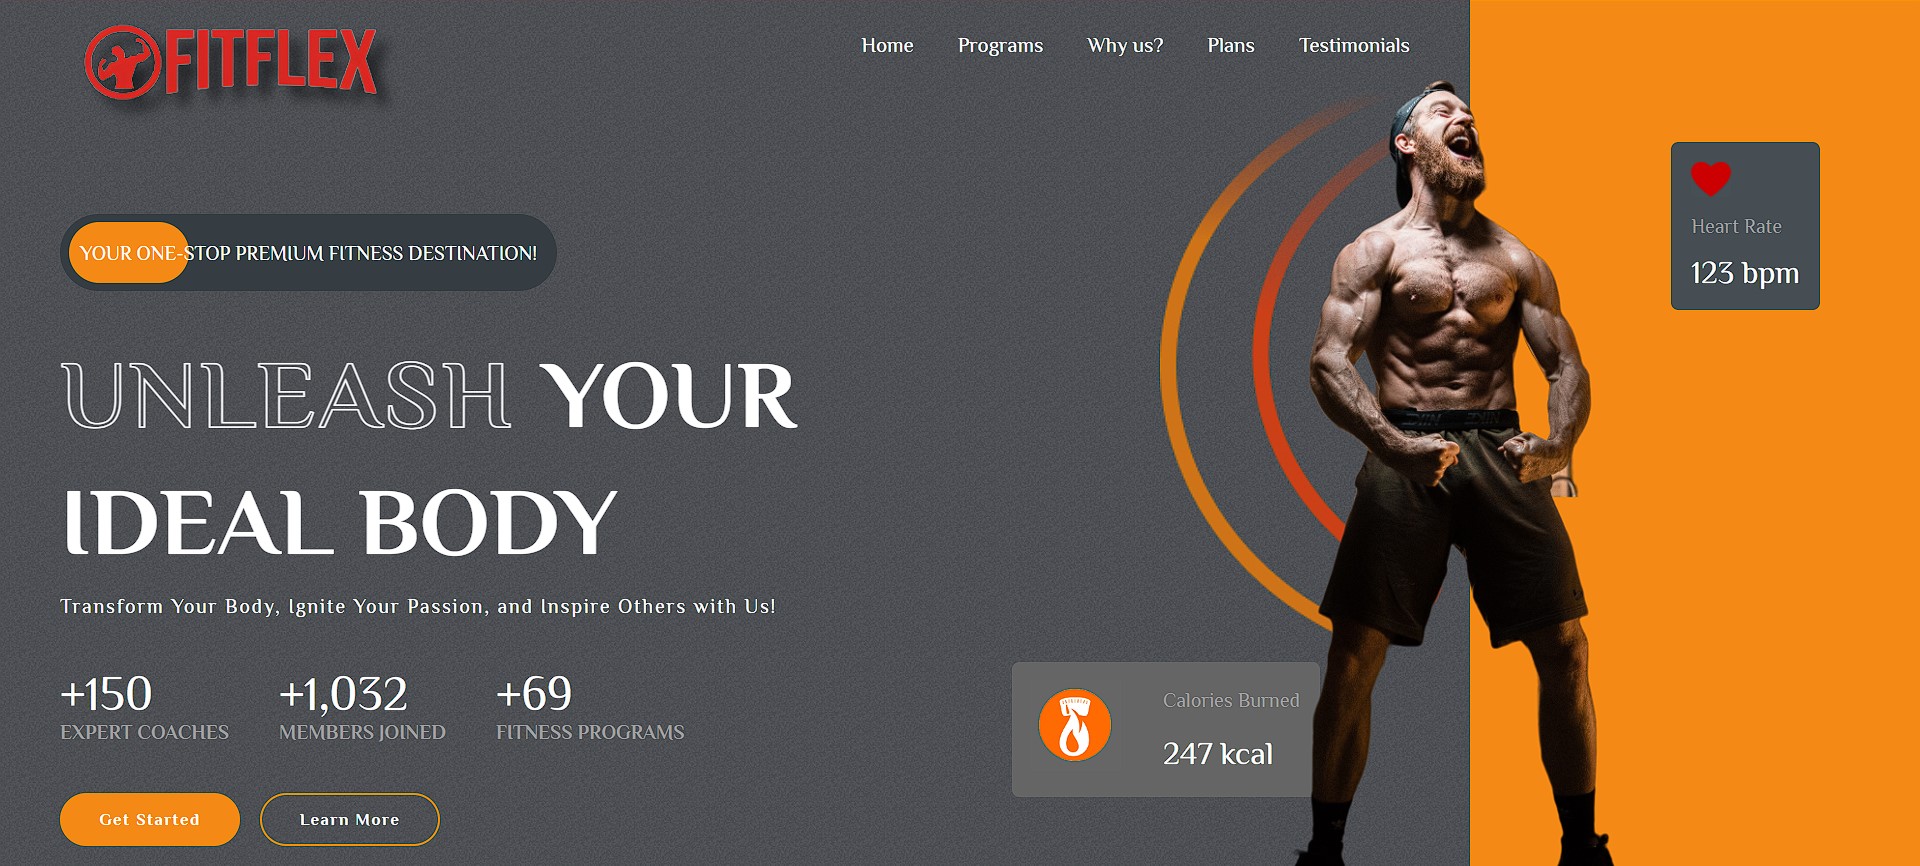 FITFLEX
Home Programs Why us? Plans Testimonials
YOUR ONE-STOP PREMIUM FITNESS DESTINATION!
Heart Rate
123 bpm
UNLEASH YOUR
IDEAL BODY
Transform Your Body, Ignite Your Passion, and Inspire Others with Us!
+150 +1,032 +69
EXPERT COACHES MEMBERS JOINED FITNESS PROGRAMS
Calories Burned
247 kcal
Get Started Learn More